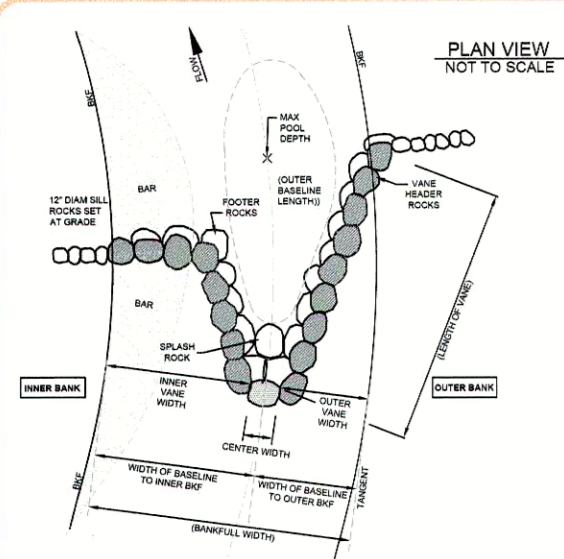 PLAN VIEW
NOT TO SCALE
FLOW
BKF
BKF
MAX
POOL
DEPTH
BAR
(OUTER
BASELINE
LENGTH))
VANE
HEADER
ROCKS
12" DIAM SILL
ROCKS SET
AT GRADE
FOOTER
ROCKS
BAR
(LENGTH OF VANE)
SPLASH
ROCK
INNER BANK
INNER
VANE
WIDTH
OUTER
VANE
WIDTH
OUTER BANK
CENTER WIDTH
WIDTH OF BASELINE
TO INNER BKF
WIDTH OF BASELINE
TO OUTER BKF
BKF
TANGENT
(BANKFULL WIDTH)